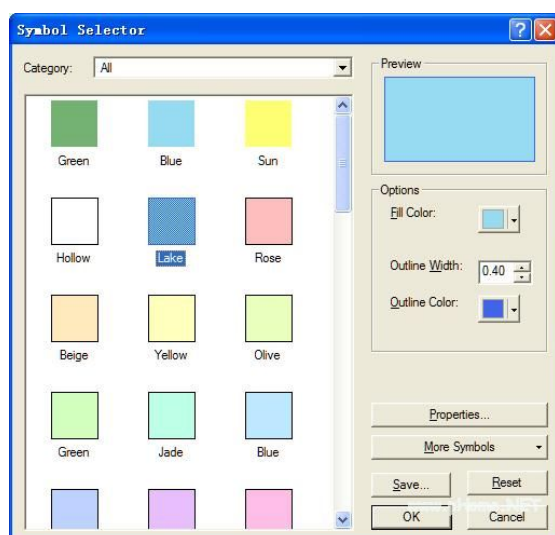 Symbol Selector
Category:
All
Green
Blue
Sun
Hollow
Lake
Rose
Beige
Yellow
Olive
Green
Jade
Blue
Preview
Options
Fill Color:
Outline Width:
0.40
Outline Color:
Properties...
More Symbols
Save...
Reset
OK
Cancel